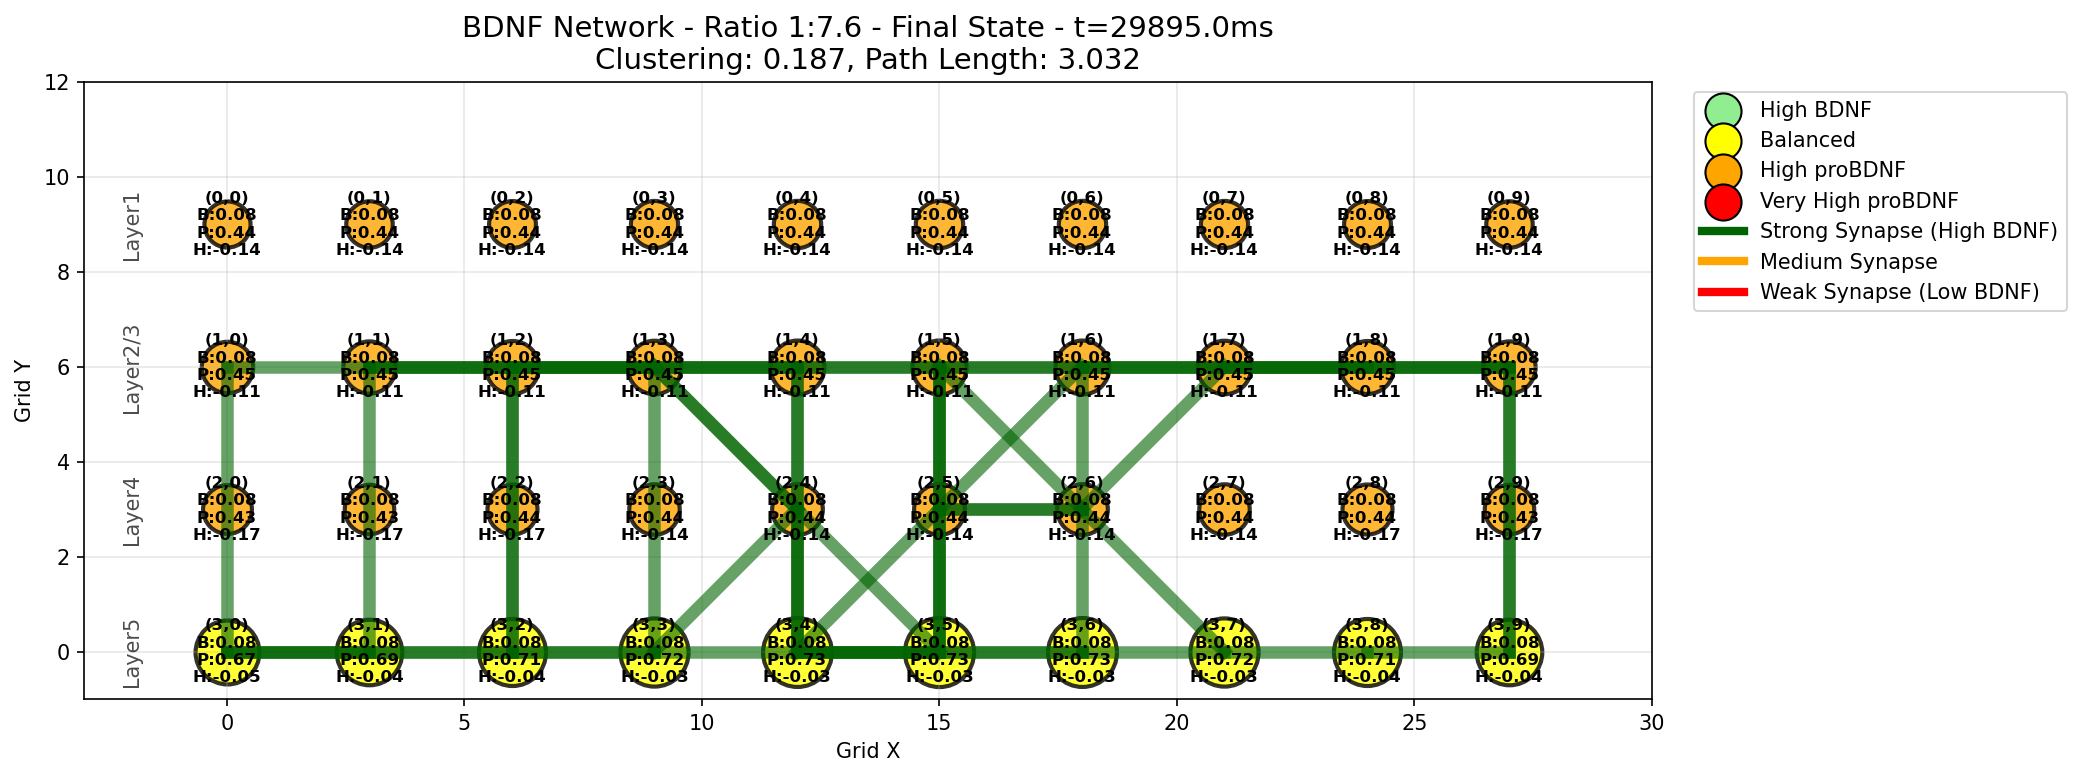 BDNF Network - Ratio 1:7.6 - Final State - t=29895.0ms
Clustering: 0.187, Path Length: 3.032
High BDNF
Balanced
High proBDNF
Very High proBDNF
Strong Synapse (High BDNF)
Medium Synapse
Weak Synapse (Low BDNF)
Grid Y
12
10
8
6
4
2
0
Layer1
(0,0) (0,1) (0,2) (0,3) (0,4) (0,5) (0,6) (0,7) (0,8) (0,9)
B:0.08 B:0.08 B:0.08 B:0.08 B:0.08 B:0.08 B:0.08 B:0.08 B:0.08 B:0.08
P:0.44 P:0.44 P:0.44 P:0.44 P:0.44 P:0.44 P:0.44 P:0.44 P:0.44 P:0.44
H:-0.14 H:-0.14 H:-0.14 H:-0.14 H:-0.14 H:-0.14 H:-0.14 H:-0.14 H:-0.14 H:-0.14
Layer2/3
(1,0) (1,1) (1,2) (1,3) (1,4) (1,5) (1,6) (1,7) (1,8) (1,9)
B:0.08 B:0.08 B:0.08 B:0.08 B:0.08 B:0.08 B:0.08 B:0.08 B:0.08 B:0.08
P:0.45 P:0.45 P:0.45 P:0.45 P:0.45 P:0.45 P:0.45 P:0.45 P:0.45 P:0.45
H:-0.11 H:-0.11 H:-0.11 H:-0.11 H:-0.11 H:-0.11 H:-0.11 H:-0.11 H:-0.11 H:-0.11
Layer4
(2,0) (2,1) (2,2) (2,3) (2,4) (2,5) (2,6) (2,7) (2,8) (2,9)
B:0.08 B:0.08 B:0.08 B:0.08 B:0.08 B:0.08 B:0.08 B:0.08 B:0.08 B:0.08
P:0.43 P:0.43 P:0.44 P:0.44 P:0.44 P:0.44 P:0.44 P:0.44 P:0.44 P:0.43
H:-0.17 H:-0.17 H:-0.17 H:-0.14 H:-0.14 H:-0.14 H:-0.14 H:-0.14 H:-0.17 H:-0.17
Layer5
(3,0) (3,1) (3,2) (3,3) (3,4) (3,5) (3,6) (3,7) (3,8) (3,9)
B:0.08 B:0.08 B:0.08 B:0.08 B:0.08 B:0.08 B:0.08 B:0.08 B:0.08 B:0.08
P:0.67 P:0.69 P:0.71 P:0.72 P:0.73 P:0.73 P:0.73 P:0.72 P:0.71 P:0.69
H:-0.05 H:-0.04 H:-0.04 H:-0.03 H:-0.03 H:-0.03 H:-0.03 H:-0.03 H:-0.04 H:-0.04
0 5 10 15 20 25 30
Grid X